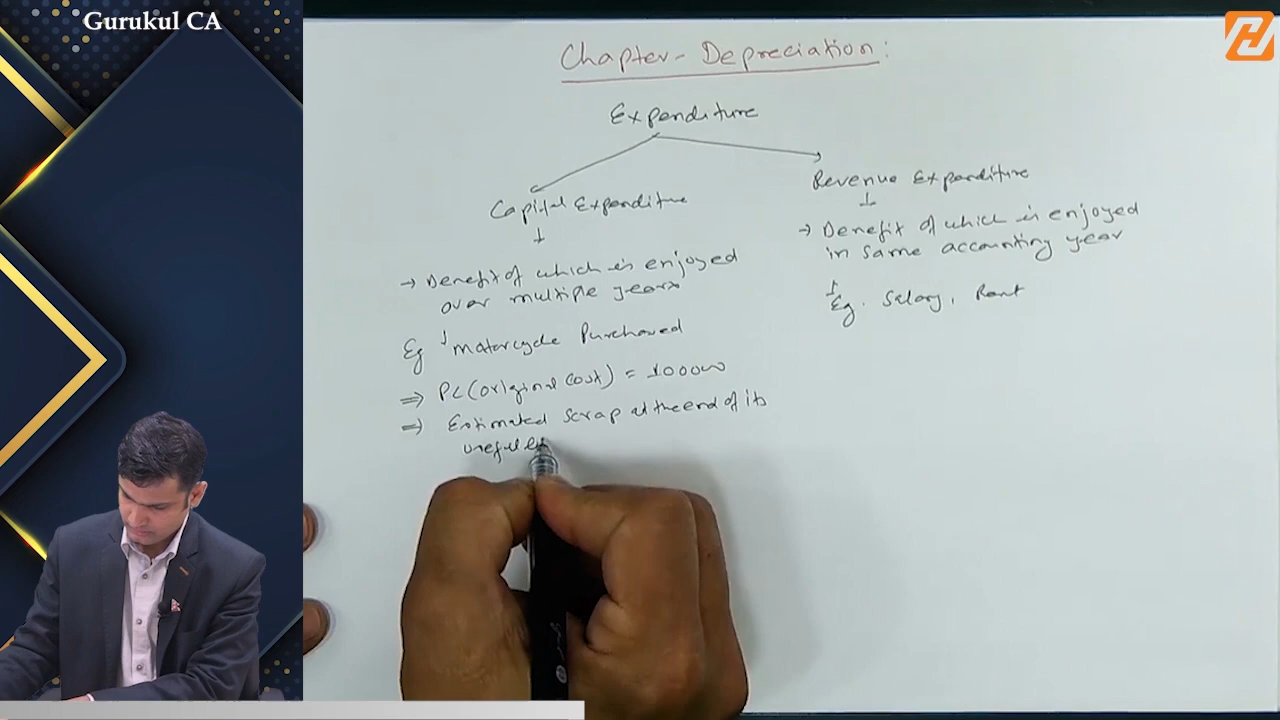 Gurukul CA
Chapter - Depreciation:
Expenditure
Capital Expenditure
→ Benefit of which is enjoyed
over multiple years
Eg motorcycle Purchased
⇒ PC (original cost) = 100000
⇒ Estimated scrap at the end of its
useful
Revenue Expenditure
→ Benefit of which is enjoyed
in same accounting year
Eg. Salary, Rent